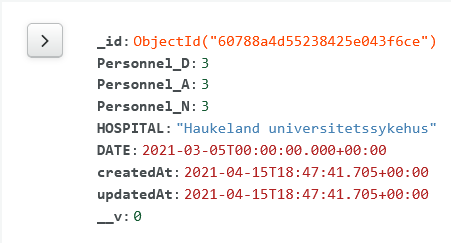 _id: ObjectId("60788a4d55238425e043f6ce")
Personnel_D: 3
Personnel_A: 3
Personnel_N: 3
HOSPITAL: "Haukeland universitetssykehus"
DATE: 2021-03-05T00:00:00.000+00:00
createdAt: 2021-04-15T18:47:41.705+00:00
updatedAt: 2021-04-15T18:47:41.705+00:00
__v: 0